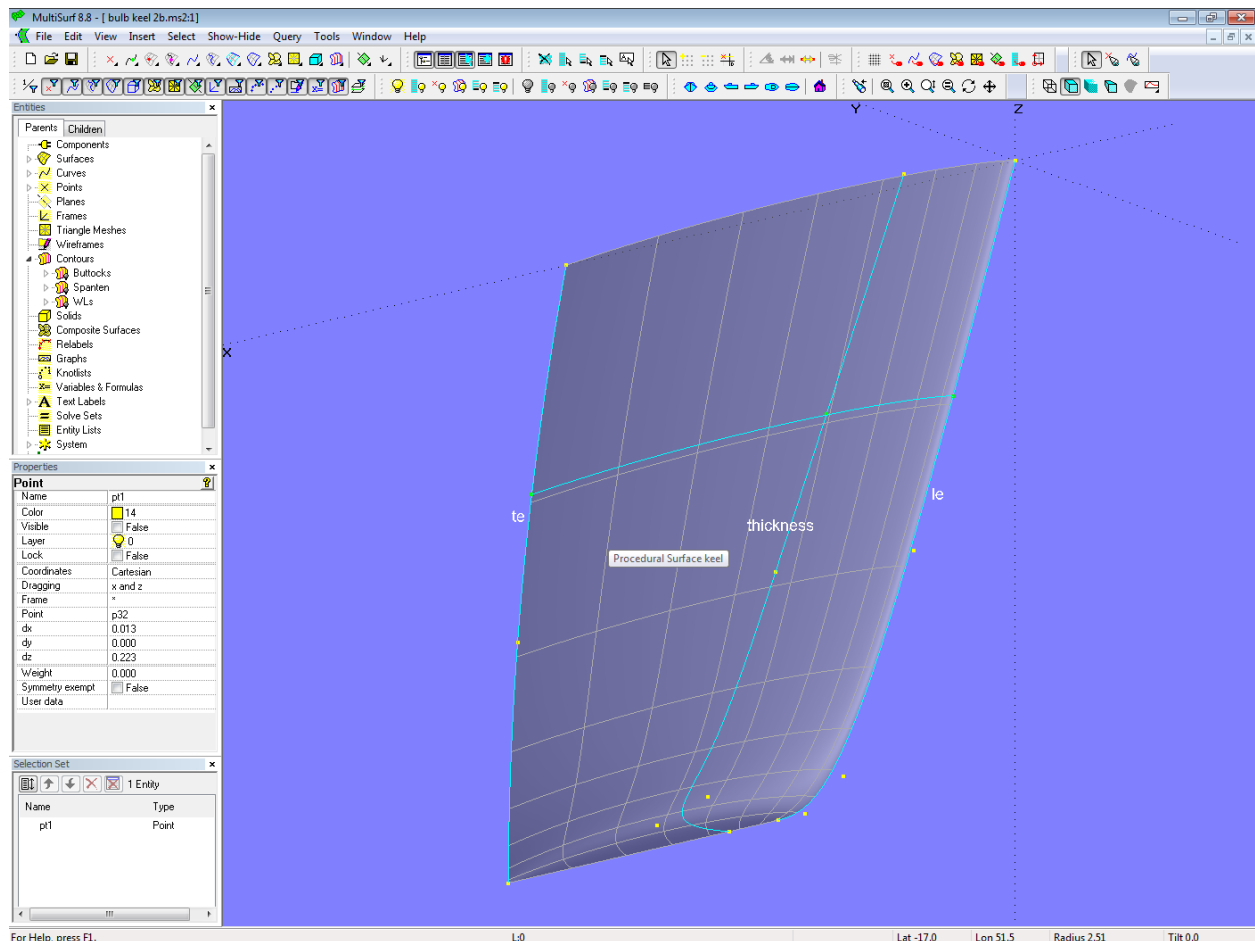 MultiSurf 8.8 - [ bulb keel 2b.ms2:1]
File Edit View Insert Select Show-Hide Query Tools Window Help
Entities
Parents Children
Components
Surfaces
Curves
Points
Planes
Frames
Triangle Meshes
Wireframes
Contours
Buttocks
Spanten
WLs
Solids
Composite Surfaces
Relabels
Graphs
Knotlists
Variables & Formulas
Text Labels
Solve Sets
Entity Lists
System
Properties
Point
Name pt1
Color 14
Visible False
Layer 0
Lock False
Coordinates Cartesian
Dragging x and z
Frame *
Point p32
dx 0.013
dy 0.000
dz 0.223
Weight 0.000
Symmetry exempt False
User data
Selection Set
1 Entity
Name Type
pt1 Point
Y
Z
X
te
thickness
le
Procedural Surface keel
For Help, press F1. L:0 Lat -17.0 Lon 51.5 Radius 2.51 Tilt 0.0